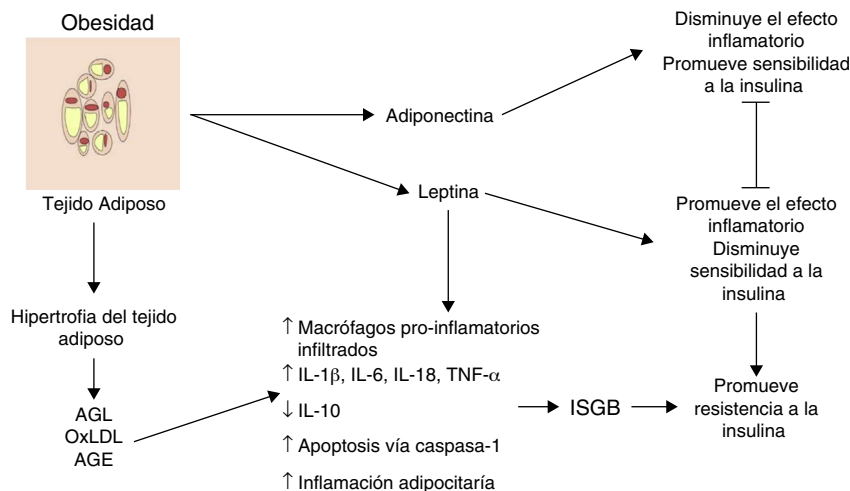 Obesidad
Tejido Adiposo
Hipertrofia del tejido
adiposo
AGL
OxLDL
AGE
Adiponectina
Leptina
↑ Macrófagos pro-inflamatorios
infiltrados
↑ IL-1β, IL-6, IL-18, TNF-α
↓ IL-10
↑ Apoptosis vía caspasa-1
↑ Inflamación adipocitaría
ISGB
Disminuye el efecto
inflamatorio
Promueve sensibilidad
a la insulina
Promueve el efecto
inflamatorio
Disminuye
sensibilidad a la
insulina
Promueve
resistencia a la
insulina